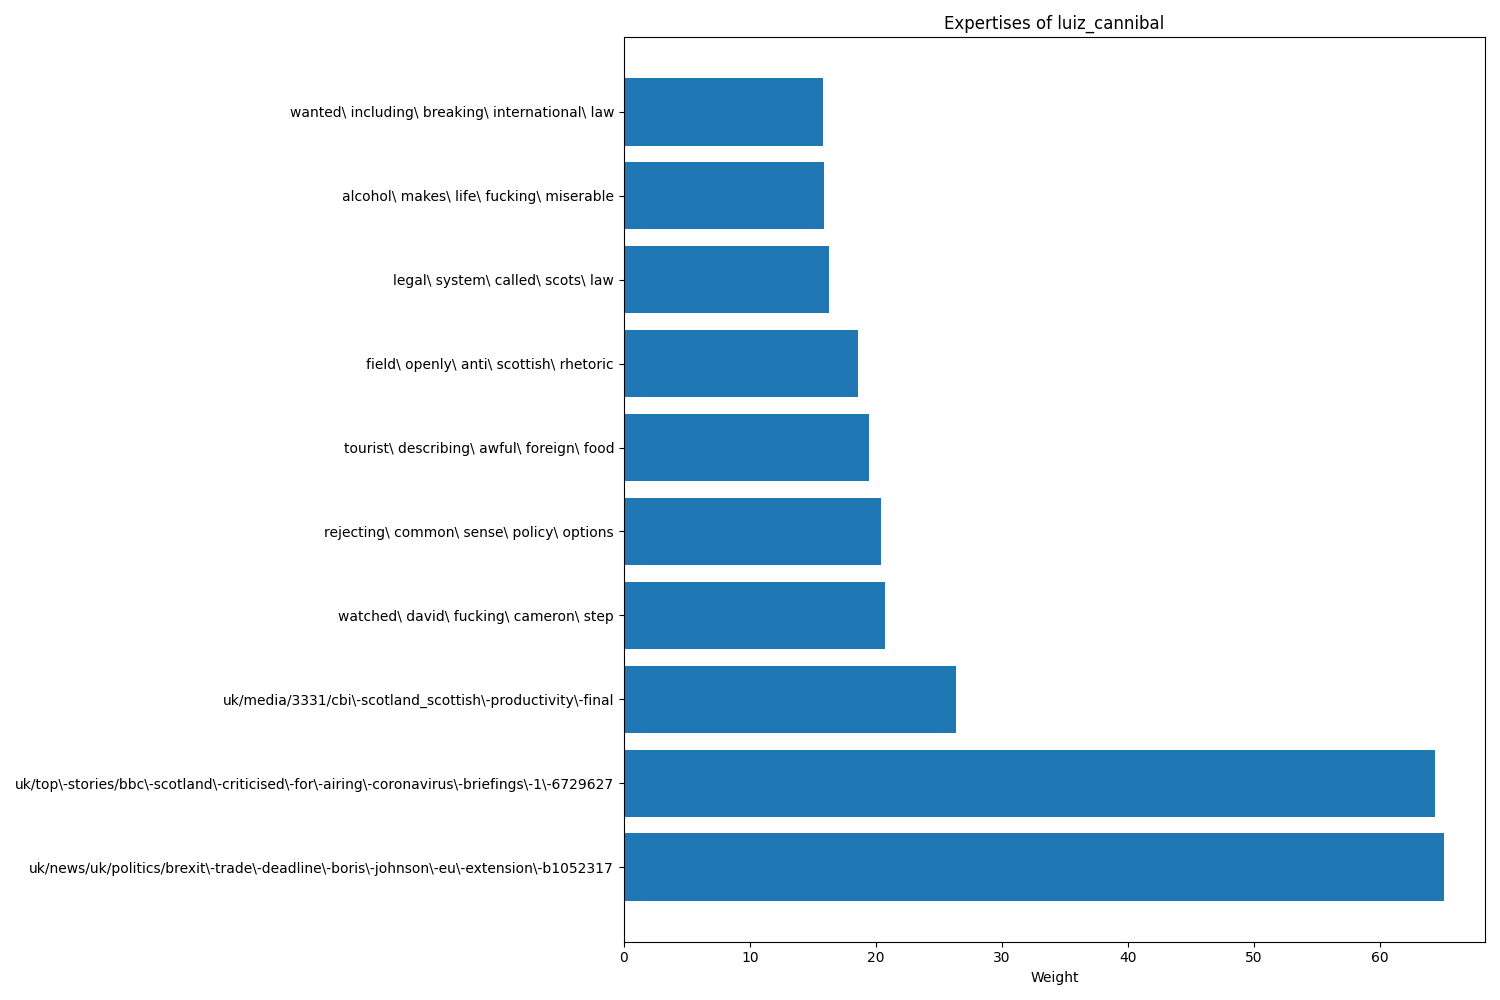 Expertises of luiz_cannibal
wanted\ including\ breaking\ international\ law
alcohol\ makes\ life\ fucking\ miserable
legal\ system\ called\ scots\ law
field\ openly\ anti\ scottish\ rhetoric
tourist\ describing\ awful\ foreign\ food
rejecting\ common\ sense\ policy\ options
watched\ david\ fucking\ cameron\ step
uk/media/3331/cbi\-scotland_scottish\-productivity\-final
uk/top\-stories/bbc\-scotland\-criticised\-for\-airing\-coronavirus\-briefings\-1\-6729627
uk/news/uk/politics/brexit\-trade\-deadline\-boris\-johnson\-eu\-extension\-b1052317
0 10 20 30 40 50 60
Weight